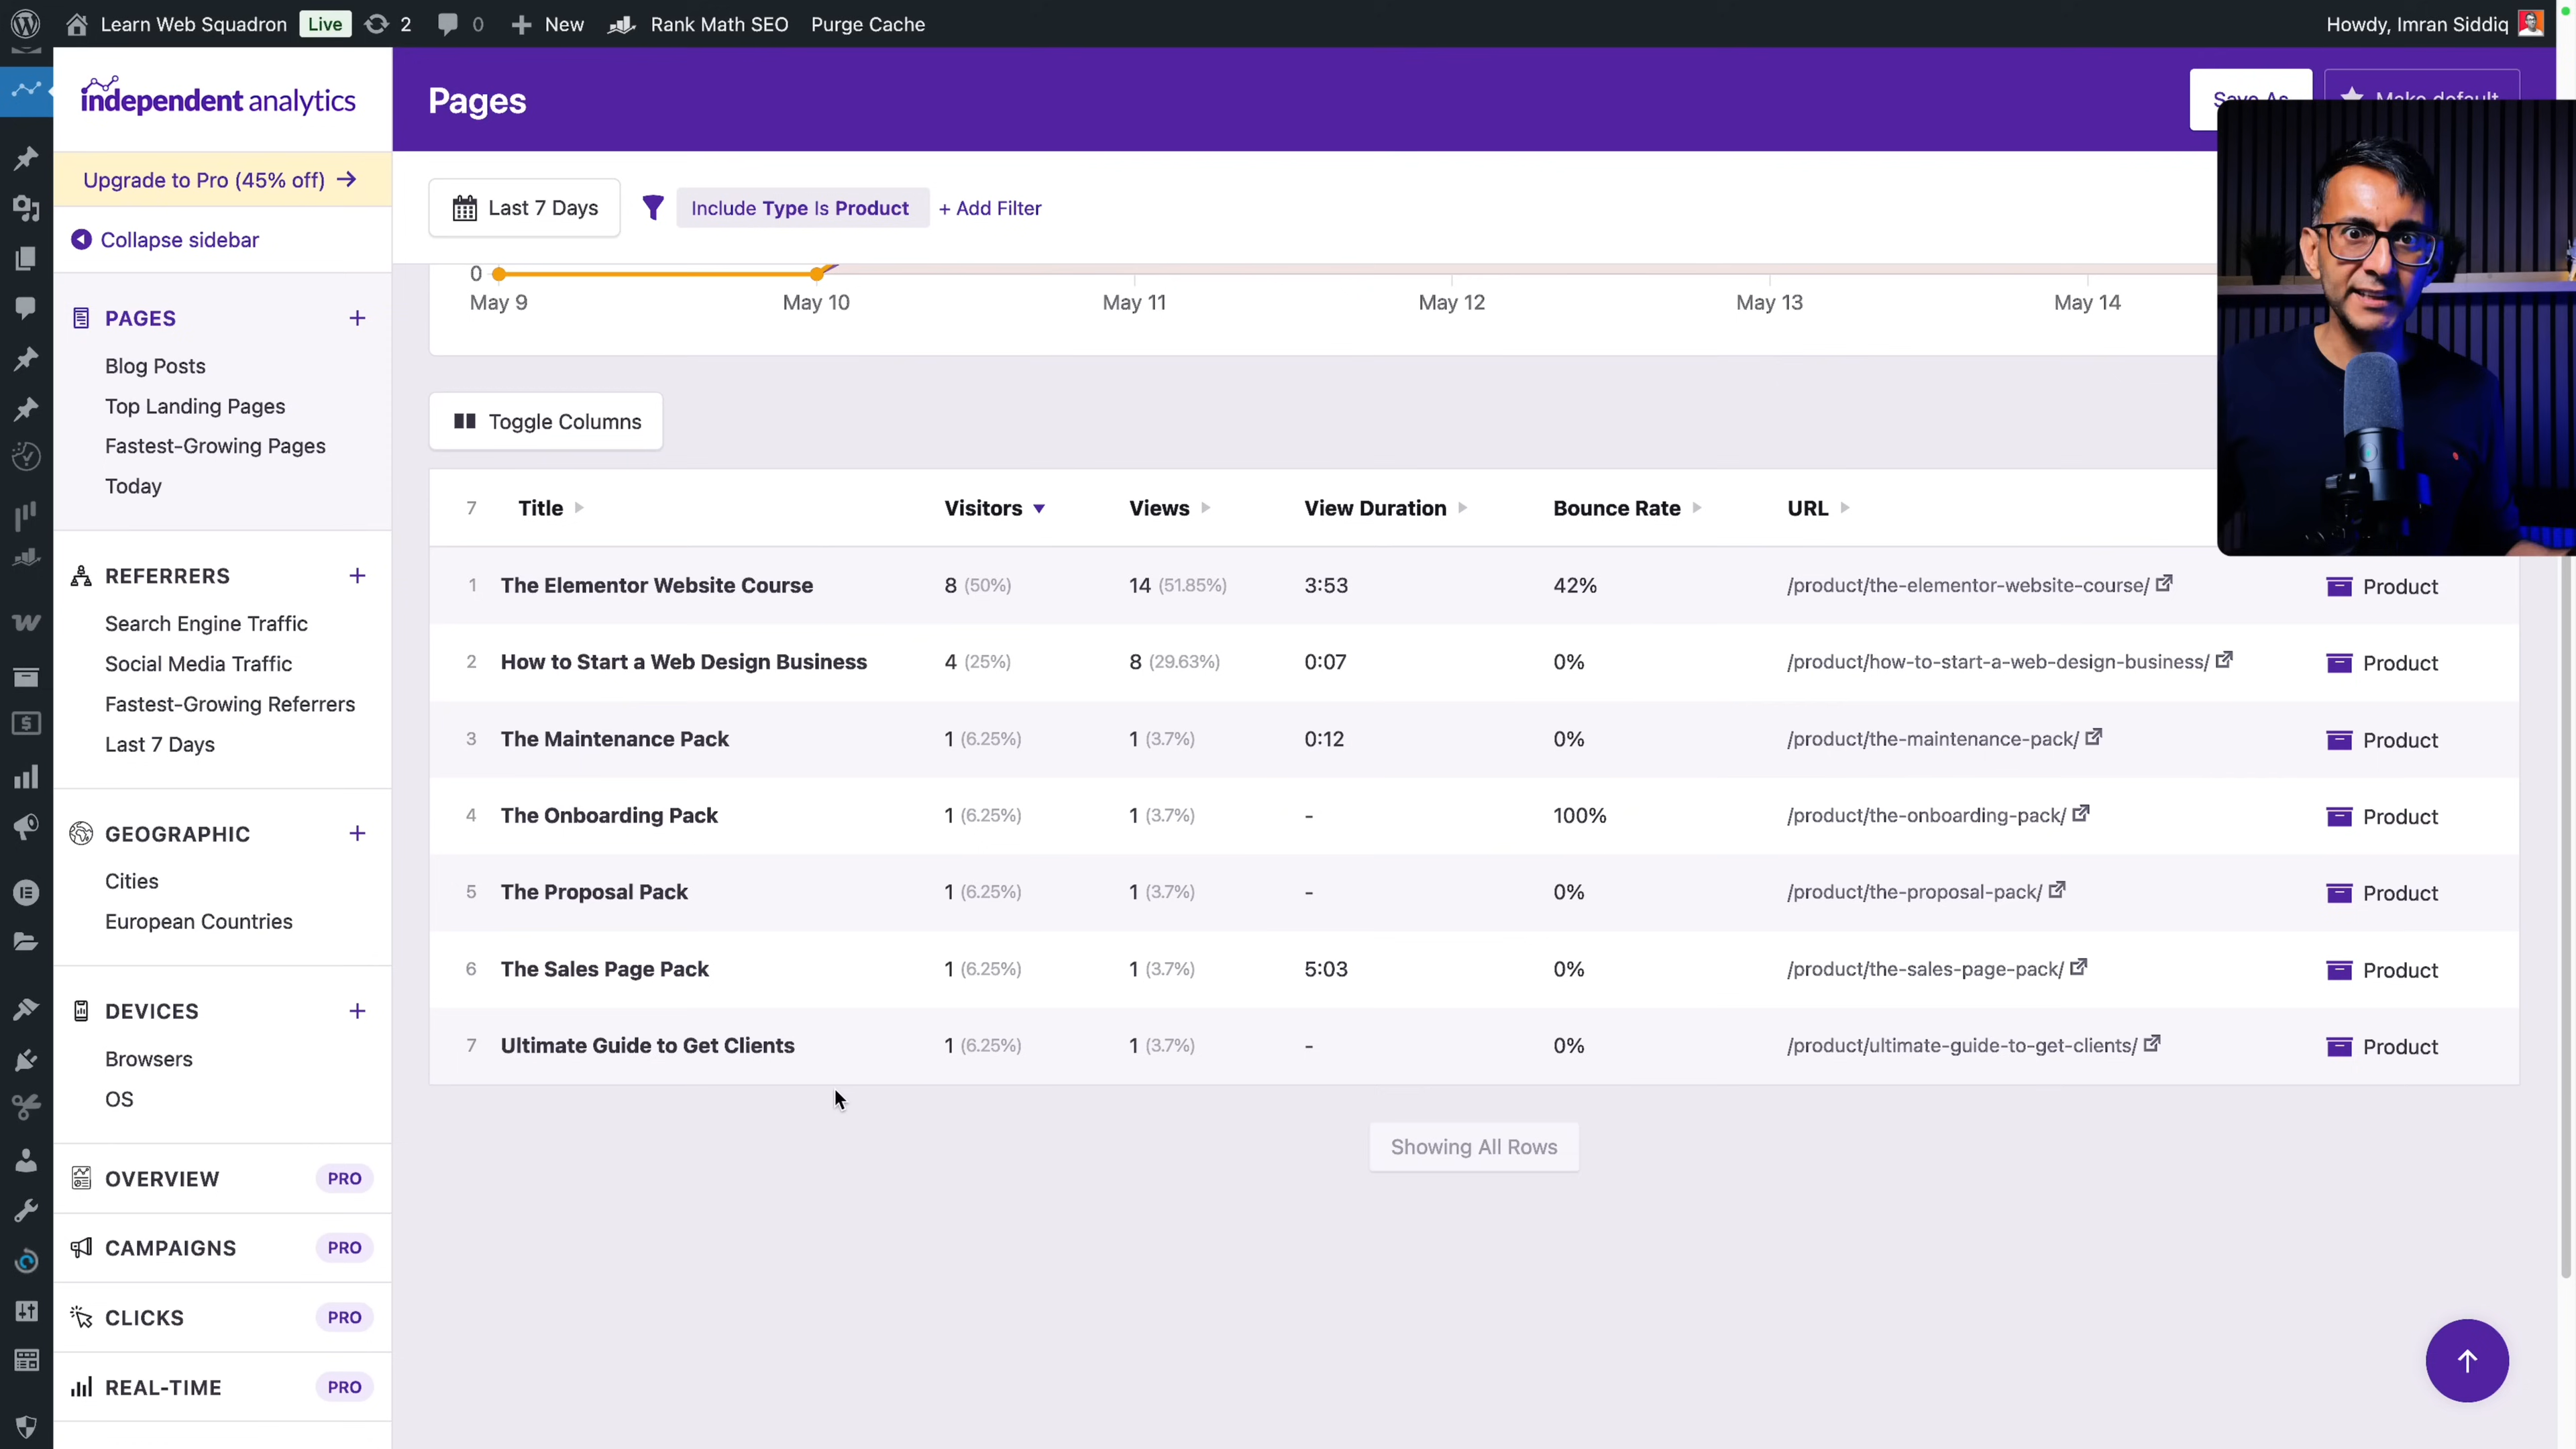 Learn Web Squadron Live 2 0 New Rank Math SEO Purge Cache Howdy, Imran Siddiq
independent analytics
Upgrade to Pro (45% off) →
Collapse sidebar
PAGES +
Blog Posts
Top Landing Pages
Fastest-Growing Pages
Today
REFERRERS +
Search Engine Traffic
Social Media Traffic
Fastest-Growing Referrers
Last 7 Days
GEOGRAPHIC +
Cities
European Countries
DEVICES +
Browsers
OS
OVERVIEW PRO
CAMPAIGNS PRO
CLICKS PRO
REAL-TIME PRO
Pages
Save As Make default
Last 7 Days Include Type Is Product + Add Filter
0
May 9 May 10 May 11 May 12 May 13 May 14
Toggle Columns
7 Title Visitors Views View Duration Bounce Rate URL
1 The Elementor Website Course 8 (50%) 14 (51.85%) 3:53 42% /product/the-elementor-website-course/ Product
2 How to Start a Web Design Business 4 (25%) 8 (29.63%) 0:07 0% /product/how-to-start-a-web-design-business/ Product
3 The Maintenance Pack 1 (6.25%) 1 (3.7%) 0:12 0% /product/the-maintenance-pack/ Product
4 The Onboarding Pack 1 (6.25%) 1 (3.7%) - 100% /product/the-onboarding-pack/ Product
5 The Proposal Pack 1 (6.25%) 1 (3.7%) - 0% /product/the-proposal-pack/ Product
6 The Sales Page Pack 1 (6.25%) 1 (3.7%) 5:03 0% /product/the-sales-page-pack/ Product
7 Ultimate Guide to Get Clients 1 (6.25%) 1 (3.7%) - 0% /product/ultimate-guide-to-get-clients/ Product
Showing All Rows